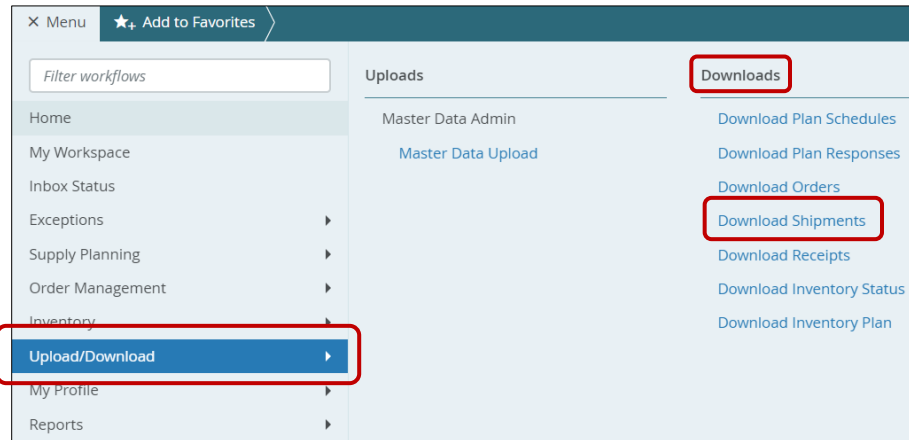 × Menu
★+ Add to Favorites
Filter workflows
Home
My Workspace
Inbox Status
Exceptions
Supply Planning
Order Management
Inventory
Upload/Download
My Profile
Reports
Uploads
Master Data Admin
Master Data Upload
Downloads
Download Plan Schedules
Download Plan Responses
Download Orders
Download Shipments
Download Receipts
Download Inventory Status
Download Inventory Plan